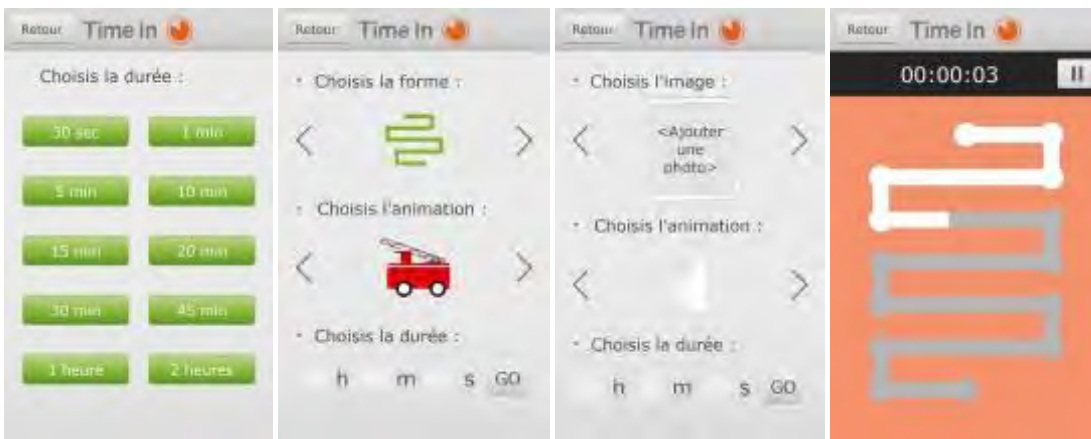 Retour Time In
Choisis la durée :
30 sec 1 min
5 min 10 min
15 min 20 min
30 min 45 min
1 heure 2 heures
Retour Time In
• Choisis la forme :
• Choisis l'animation :
• Choisis la durée :
h m s GO
Retour Time In
• Choisis l'image :
<Ajouter
une
photo>
• Choisis l'animation :
• Choisis la durée :
h m s GO
Retour Time In
00:00:03